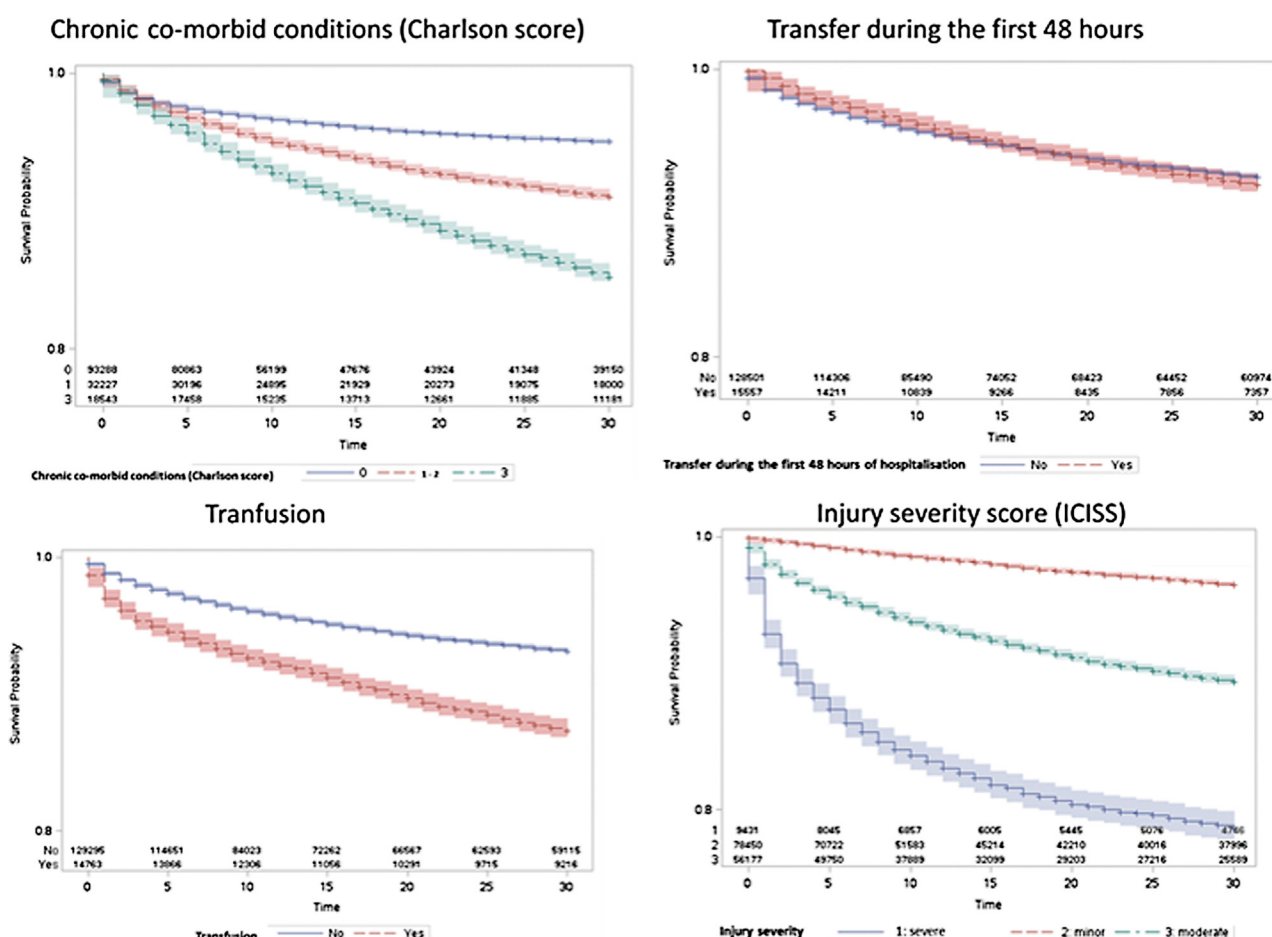 Chronic co-morbid conditions (Charlson score)
1.0
Survival Probability
0.8
0 93288 80863 56199 47676 43924 41348 39150
1 32227 30196 24895 21929 20273 19075 18000
3 18543 17458 15235 13713 12661 11885 11181
0 5 10 15 20 25 30
Time
Chronic co-morbid conditions (Charlson score) 0 1 - 2 3
Transfer during the first 48 hours
1.0
Survival Probability
0.8
No 128501 114306 85490 74052 68423 64452 60974
Yes 15557 14211 10839 9266 8435 7856 7357
0 5 10 15 20 25 30
Time
Transfer during the first 48 hours of hospitalisation No Yes
Tranfusion
1.0
Survival Probability
0.8
No 129295 114651 84023 72262 66567 62593 59115
Yes 14763 13866 12306 11056 10291 9715 9216
0 5 10 15 20 25 30
Time
Tranfusion No Yes
Injury severity score (ICISS)
1.0
Survival Probability
0.8
1 9431 8045 6857 6005 5445 5076 4766
2 78450 70722 51583 45214 42210 40016 37996
3 56177 49750 37889 32099 29203 27216 25589
0 5 10 15 20 25 30
Time
Injury severity 1: severe 2: minor 3: moderate